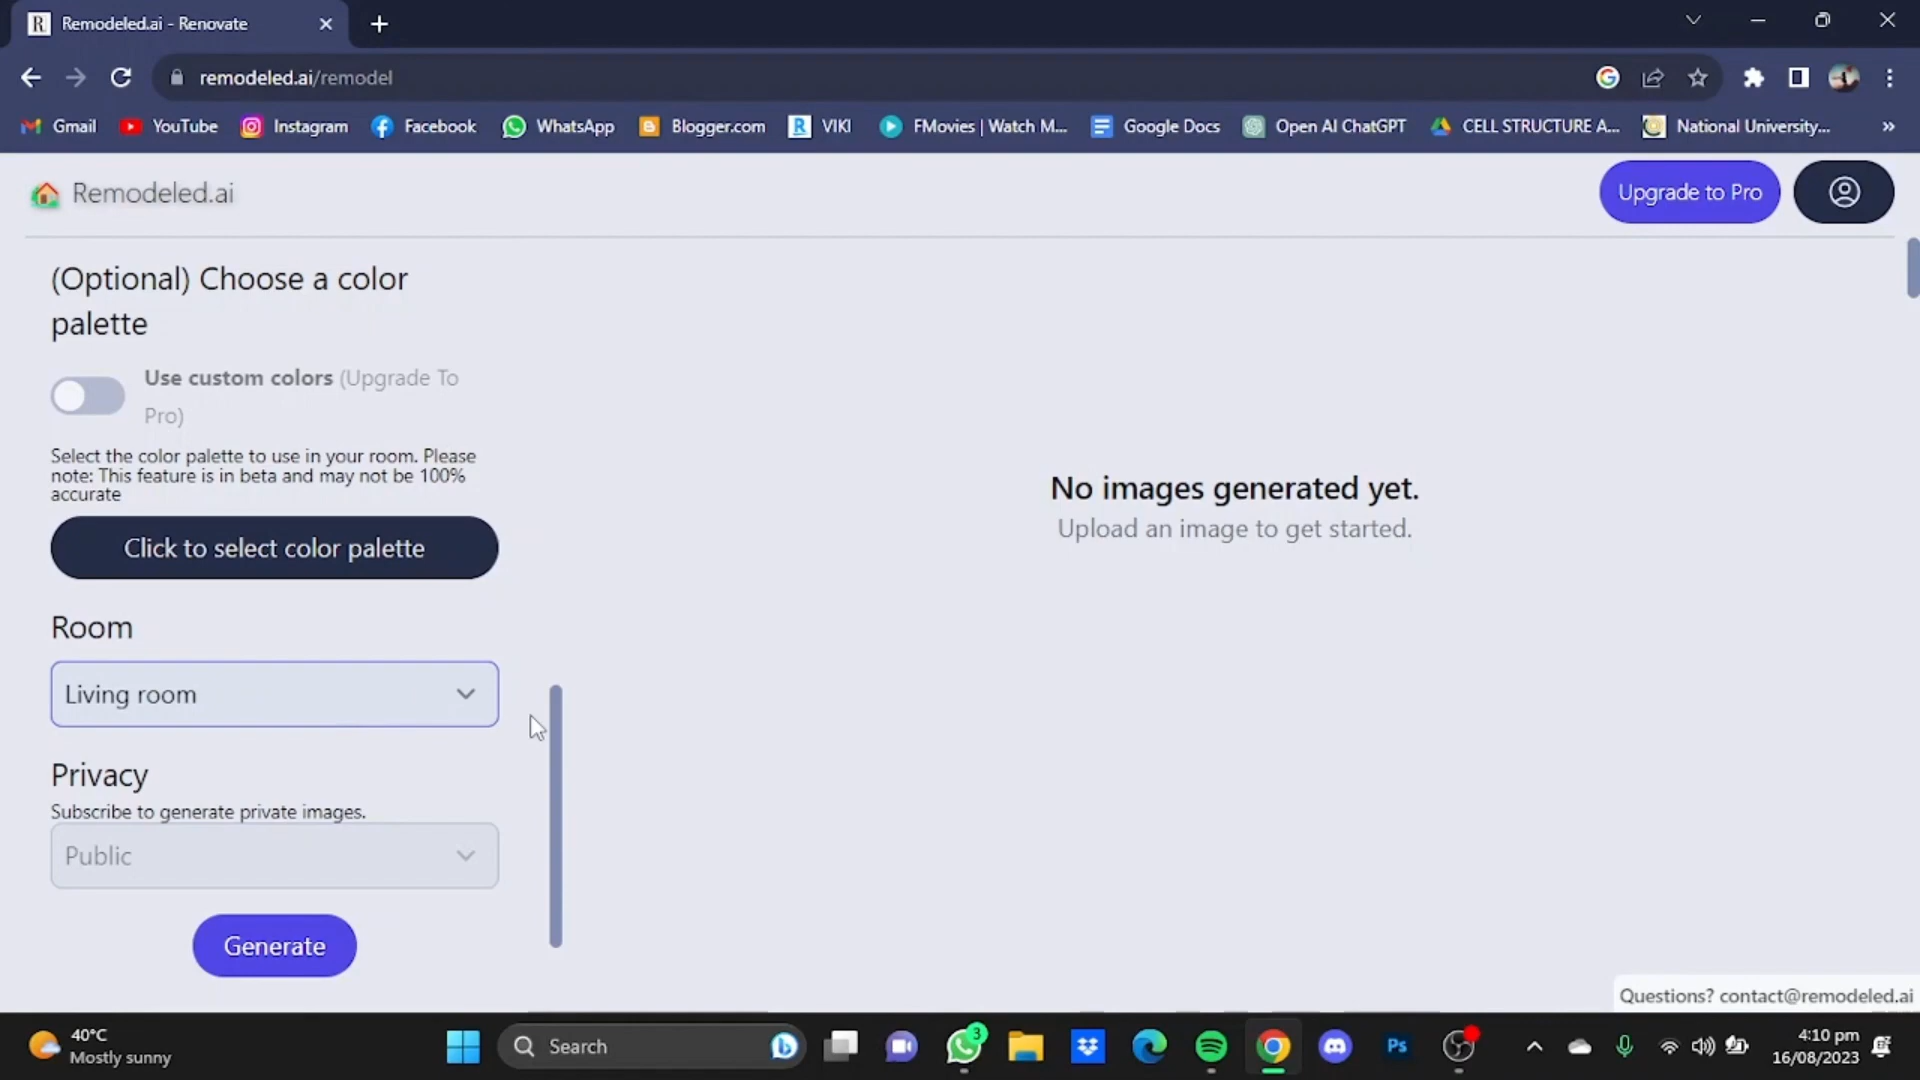 R Remodeled.ai - Renovate
remodeled.ai/remodel
Gmail YouTube Instagram Facebook WhatsApp Blogger.com R VIKI FMovies | Watch M... Google Docs Open AI ChatGPT CELL STRUCTURE A... National University...
Remodeled.ai
Upgrade to Pro
(Optional) Choose a color
palette
Use custom colors (Upgrade To
Pro)
Select the color palette to use in your room. Please
note: This feature is in beta and may not be 100%
accurate
Click to select color palette
Room
Living room
Privacy
Subscribe to generate private images.
Public
Generate
No images generated yet.
Upload an image to get started.
Questions? contact@remodeled.ai
40°C
Mostly sunny
Search
3
Ps
4:10 pm
16/08/2023